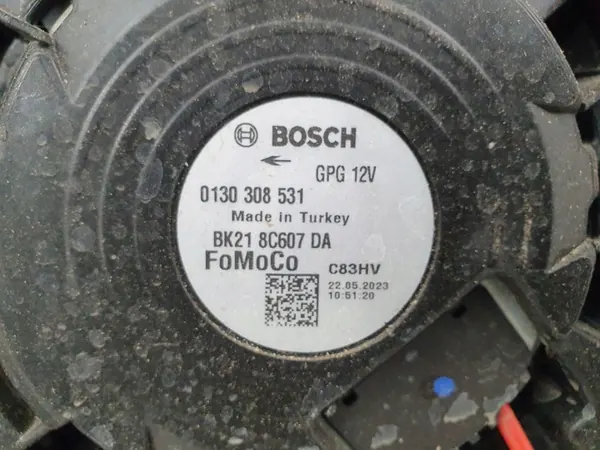 BOSCH
GPG 12V
0130 308 531
Made in Turkey
BK21 8C607 DA
FoMoCo
C83HV
22.05.2023
10:51:20